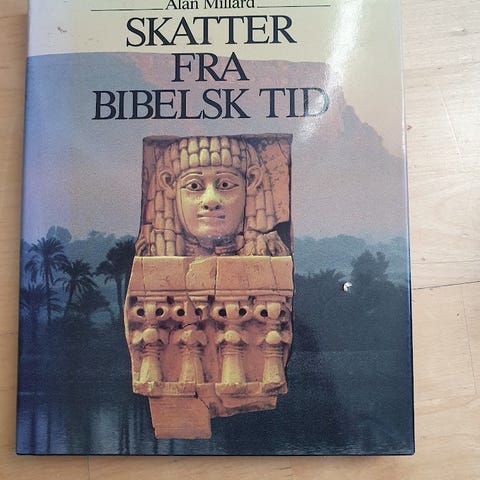 Alan Millard
SKATTER
FRA
BIBELSK TID